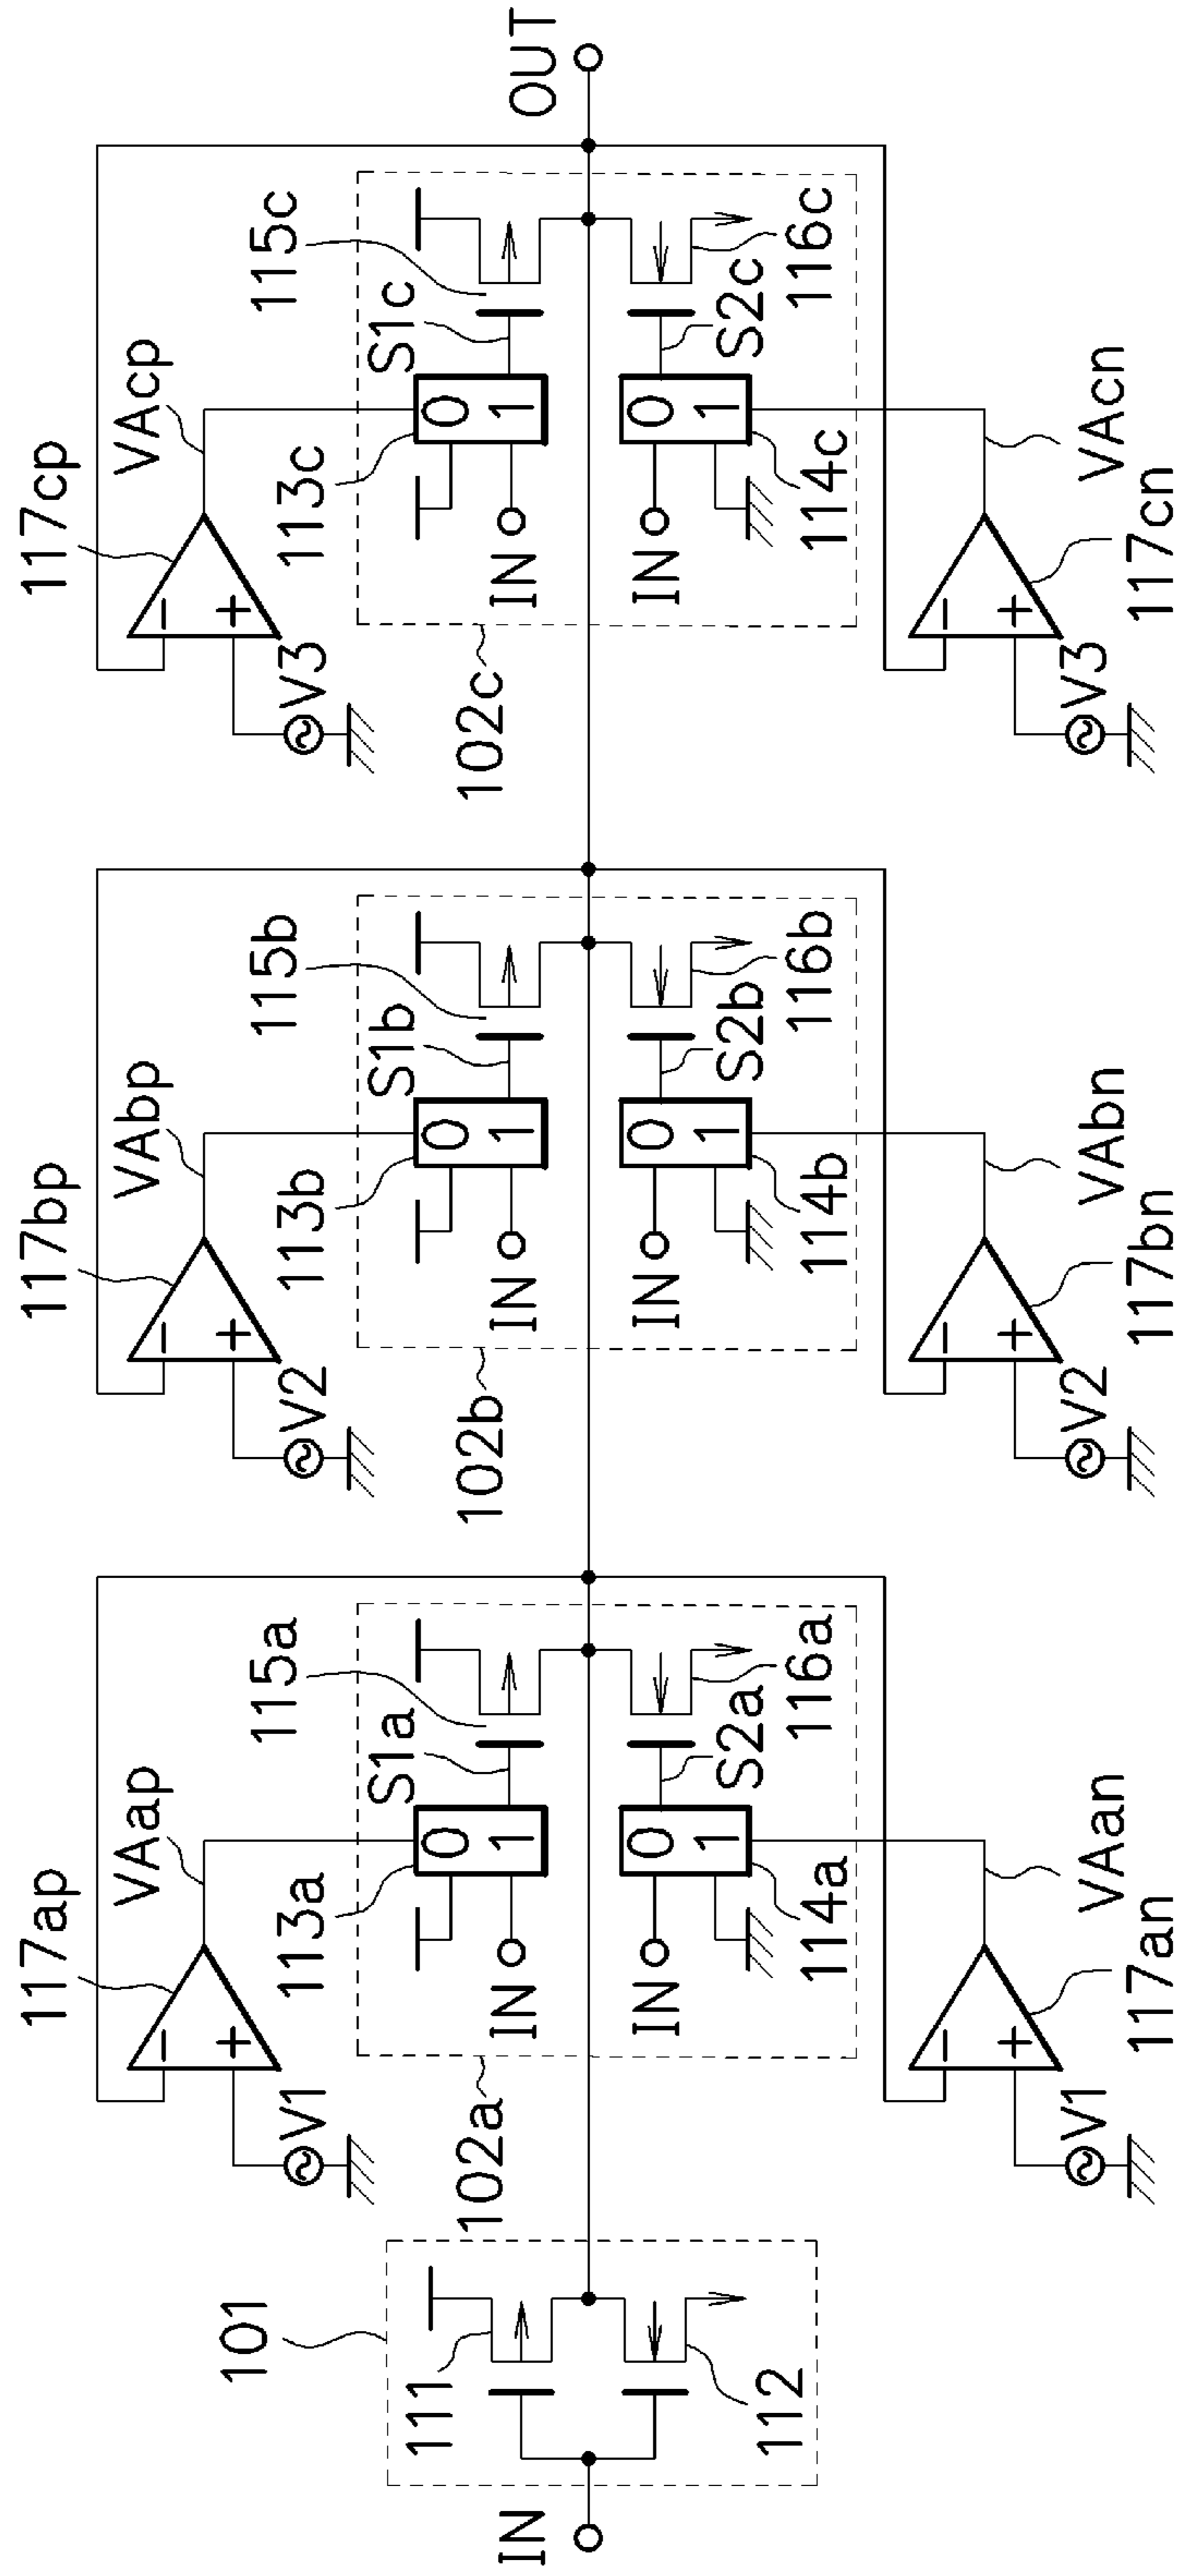 117ap
117bp
117cp
VAap
VAbp
VAcp
V1
V2
V3
−
+
−
+
−
+
101
102a
102b
102c
113a
S1a
115a
113b
S1b
115b
113c
S1c
115c
0
1
0
1
0
1
111
IN
IN
IN
IN
OUT
112
IN
IN
IN
0
1
0
1
0
1
114a
S2a
116a
114b
S2b
116b
114c
S2c
116c
−
+
−
+
−
+
V1
V2
V3
VAan
VAbn
VAcn
117an
117bn
117cn